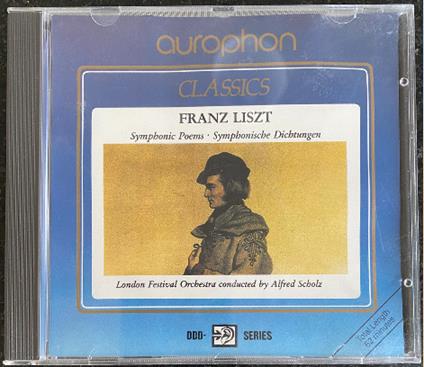 aurophon
CLASSICS
FRANZ LISZT
Symphonic Poems · Symphonische Dichtungen
London Festival Orchestra conducted by Alfred Scholz
Total Length
62 minutes
DDD- SERIES